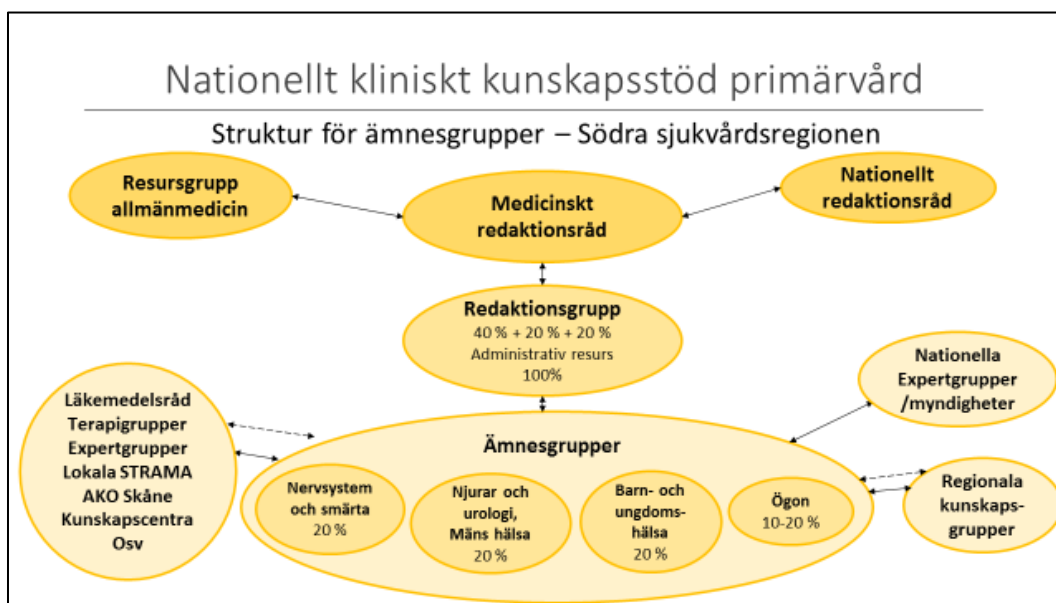 Nationellt kliniskt kunskapsstöd primärvård
Struktur för ämnesgrupper – Södra sjukvårdsregionen
Resursgrupp
allmänmedicin
Medicinskt
redaktionsråd
Nationellt
redaktionsråd
Redaktionsgrupp
40 % + 20 % + 20 %
Administrativ resurs
100%
Nationella
Expertgrupper
/myndigheter
Läkemedelsråd
Terapigrupper
Expertgrupper
Lokala STRAMA
AKO Skåne
Kunskapscentra
Osv
Ämnesgrupper
Nervsystem
och smärta
20 %
Njurar och
urologi,
Mäns hälsa
20 %
Barn- och
ungdoms-
hälsa
20 %
Ögon
10-20 %
Regionala
kunskaps-
grupper